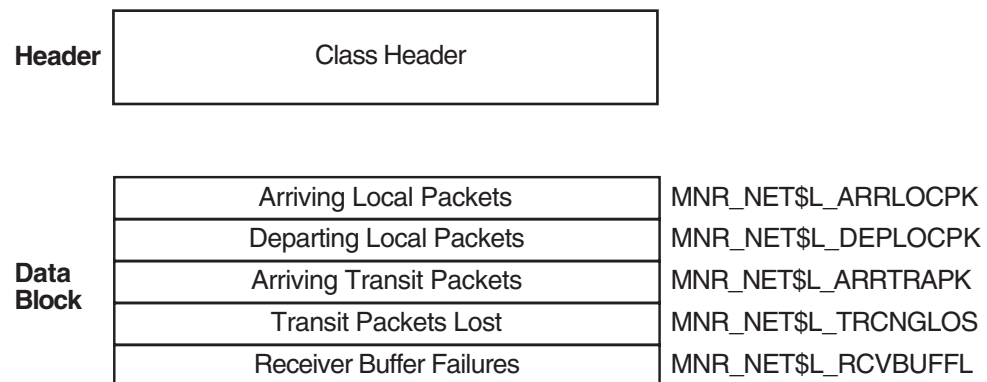 Header
Class Header
Arriving Local Packets MNR_NET$L_ARRLOCPK
Departing Local Packets MNR_NET$L_DEPLOCPK
Data
Block
Arriving Transit Packets MNR_NET$L_ARRTRAPK
Transit Packets Lost MNR_NET$L_TRCNGLOS
Receiver Buffer Failures MNR_NET$L_RCVBUFFL